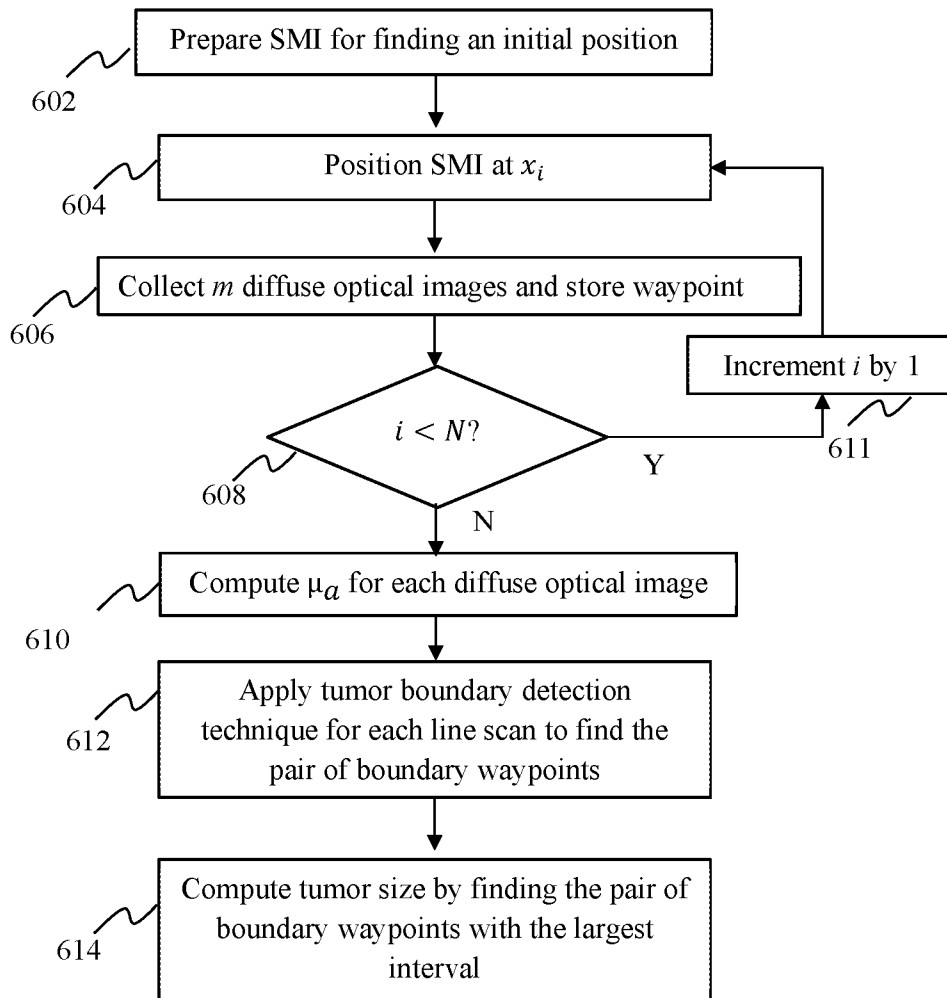 Prepare SMI for finding an initial position
602
Position SMI at xᵢ
604
Collect m diffuse optical images and store waypoint
606
Increment i by 1
611
i < N?
608
Y
N
Compute μₐ for each diffuse optical image
610
Apply tumor boundary detection
technique for each line scan to find the
pair of boundary waypoints
612
Compute tumor size by finding the pair of
boundary waypoints with the largest
interval
614